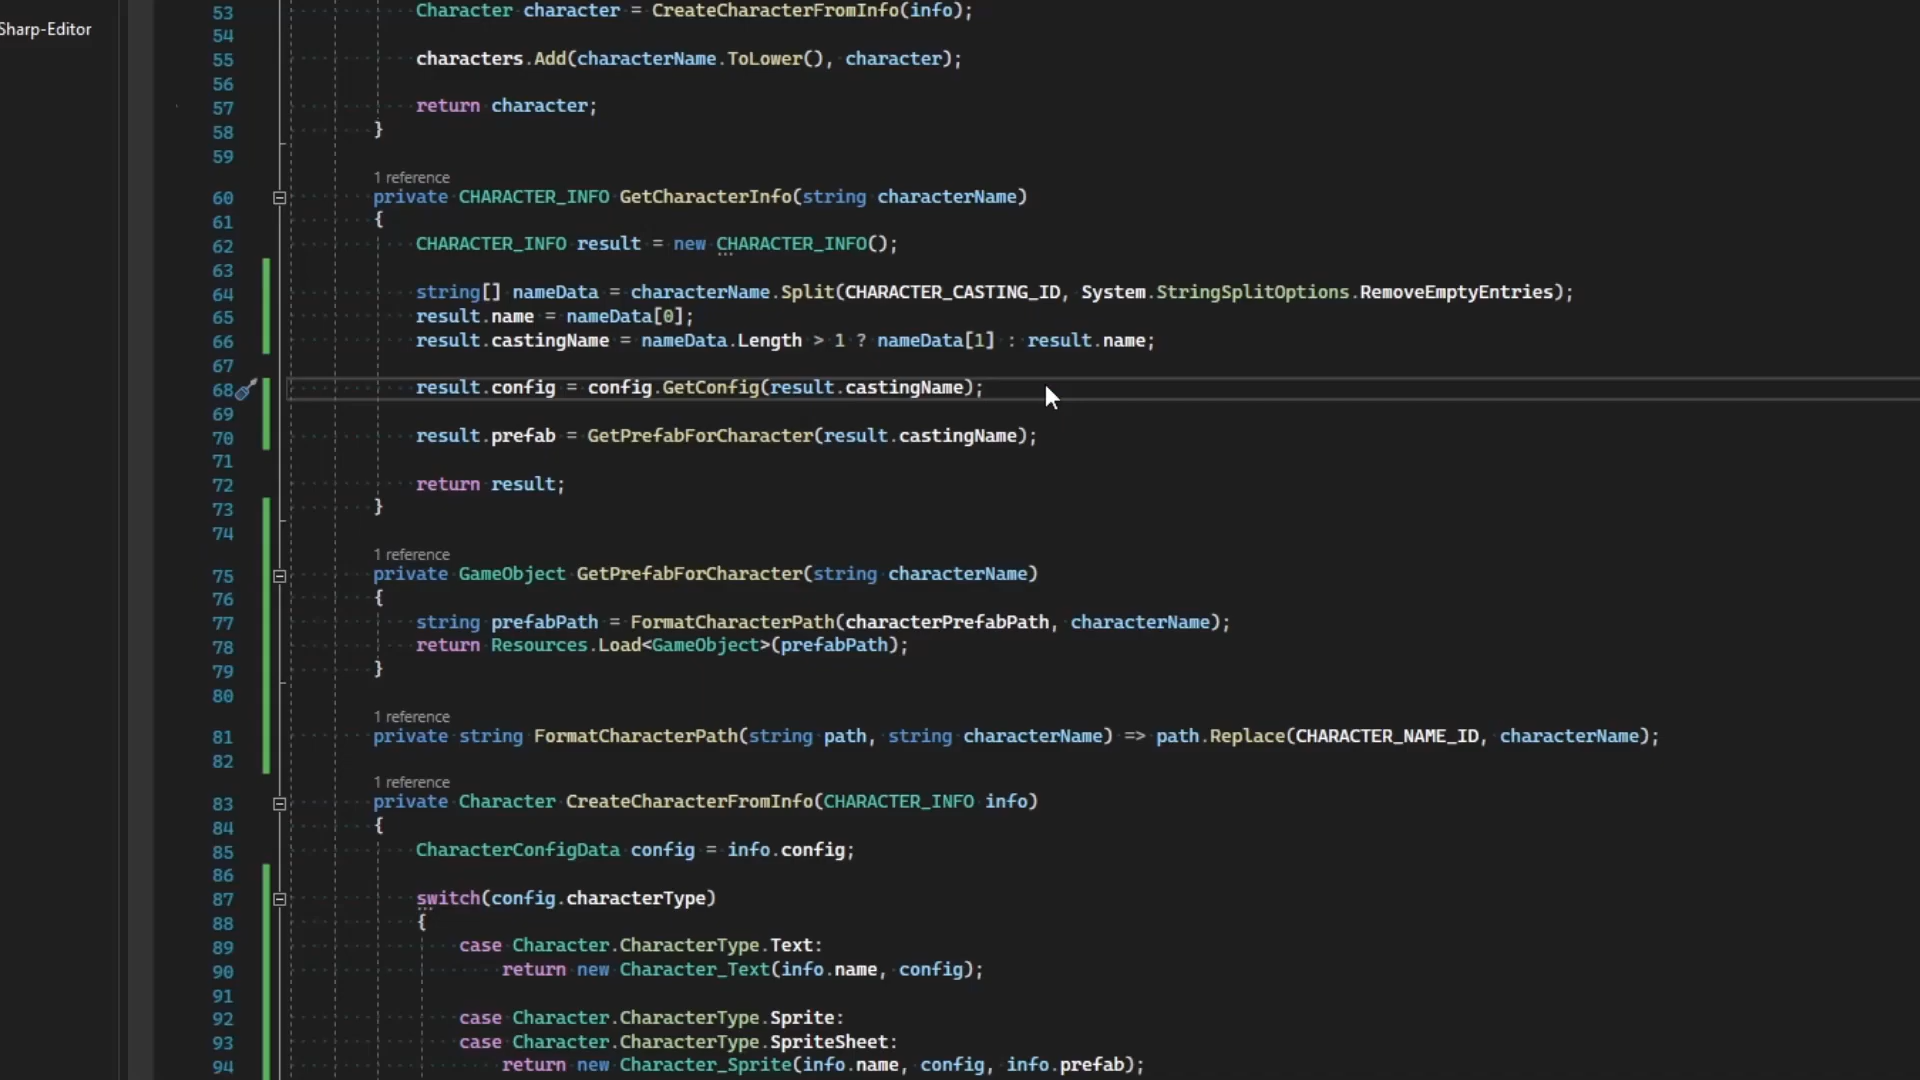 Sharp-Editor
53 Character character = CreateCharacterFromInfo(info);
54
55 characters.Add(characterName.ToLower(), character);
56
57 return character;
58 }
59
1 reference
60 private CHARACTER_INFO GetCharacterInfo(string characterName)
61 {
62 CHARACTER_INFO result = new CHARACTER_INFO();
63
64 string[] nameData = characterName.Split(CHARACTER_CASTING_ID, System.StringSplitOptions.RemoveEmptyEntries);
65 result.name = nameData[0];
66 result.castingName = nameData.Length > 1 ? nameData[1] : result.name;
67
68 result.config = config.GetConfig(result.castingName);
69
70 result.prefab = GetPrefabForCharacter(result.castingName);
71
72 return result;
73 }
74
1 reference
75 private GameObject GetPrefabForCharacter(string characterName)
76 {
77 string prefabPath = FormatCharacterPath(characterPrefabPath, characterName);
78 return Resources.Load<GameObject>(prefabPath);
79 }
80
1 reference
81 private string FormatCharacterPath(string path, string characterName) => path.Replace(CHARACTER_NAME_ID, characterName);
82
1 reference
83 private Character CreateCharacterFromInfo(CHARACTER_INFO info)
84 {
85 CharacterConfigData config = info.config;
86
87 switch(config.characterType)
88 {
89 case Character.CharacterType.Text:
90 return new Character_Text(info.name, config);
91
92 case Character.CharacterType.Sprite:
93 case Character.CharacterType.SpriteSheet:
94 return new Character_Sprite(info.name, config, info.prefab);